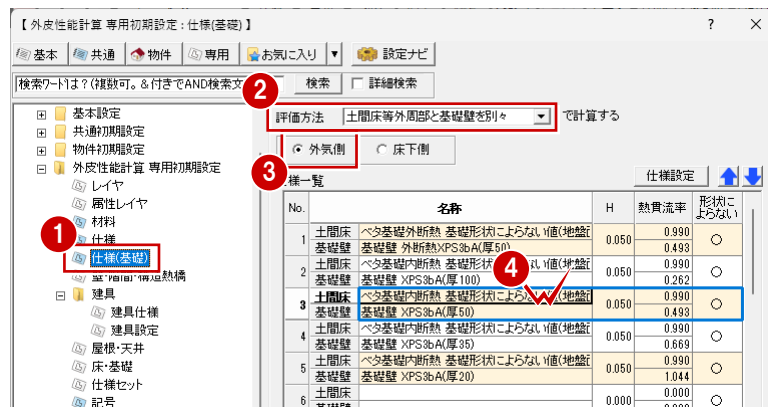 【 外皮性能計算 専用初期設定 : 仕様(基礎) 】 ? ×
基本 共通 物件 専用 お気に入り ▼ 設定ナビ
検索ワードは?(複数可。&付きでAND検索文 検索 詳細検索
2
基本設定
共通初期設定
物件初期設定
外皮性能計算 専用初期設定
レイヤ
属性レイヤ
材料
1
仕様
仕様(基礎)
壁・階間・構造熱橋
建具
建具仕様
建具設定
屋根・天井
床・基礎
仕様セット
記号
評価方法 土間床等外周部と基礎壁を別々 で計算する
3
外気側 床下側
仕様設定
様一覧
No. 名称 H 熱貫流率 形状によらない
1 土間床 ベタ基礎外断熱 基礎形状によらない値(地盤面 0.050 0.990 ○
基礎壁 基礎壁 外断熱XPS3bA(厚50) 0.493
4
2 土間床 ベタ基礎内断熱 基礎形状によらない値(地盤面 0.050 0.990 ○
基礎壁 基礎壁 XPS3bA(厚100) 0.262
3 土間床 ベタ基礎内断熱 基礎形状によらない値(地盤面 0.050 0.990 ○
基礎壁 基礎壁 XPS3bA(厚50) 0.493
4 土間床 ベタ基礎内断熱 基礎形状によらない値(地盤面 0.050 0.990 ○
基礎壁 基礎壁 XPS3bA(厚35) 0.669
5 土間床 ベタ基礎内断熱 基礎形状によらない値(地盤面 0.050 0.990 ○
基礎壁 基礎壁 XPS3bA(厚20) 1.044
6 土間床 0.000 0.000 ○